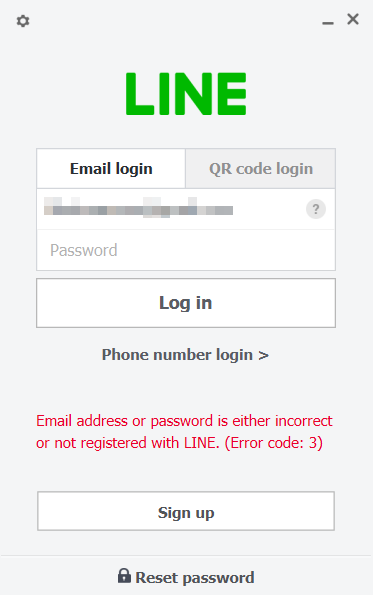 LINE
Email login
QR code login
?
Password
Log in
Phone number login >
Email address or password is either incorrect
or not registered with LINE. (Error code: 3)
Sign up
Reset password